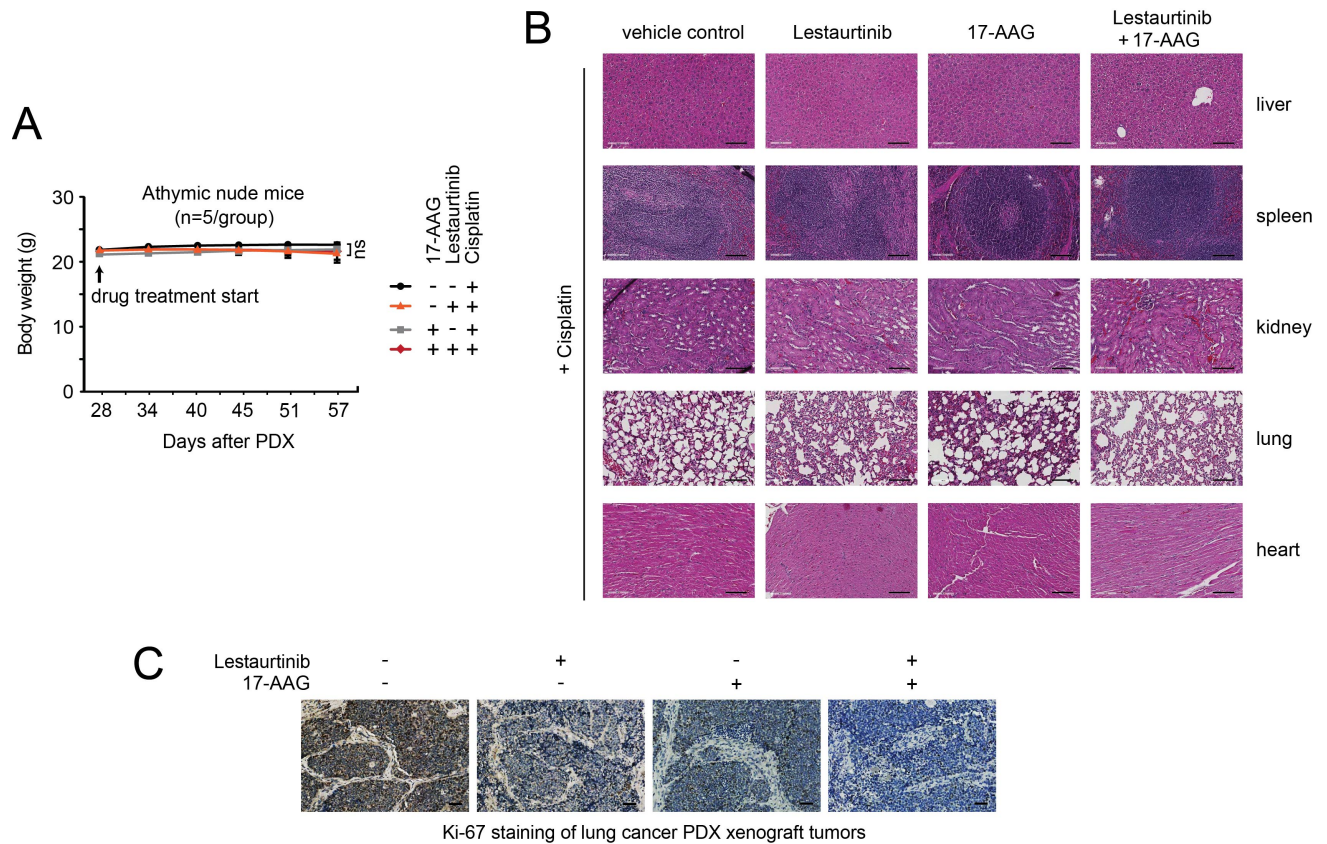 A
Athymic nude mice
(n=5/group)
30
20
10
0
Body weight (g)
28 34 40 45 51 57
Days after PDX
drug treatment start
ns
17-AAG
Lestaurtinib
Cisplatin
- - +
- + +
+ - +
+ + +
B
vehicle control
Lestaurtinib
17-AAG
Lestaurtinib
+ 17-AAG
+ Cisplatin
liver
spleen
kidney
lung
heart
C
Lestaurtinib - + - +
17-AAG - - + +
Ki-67 staining of lung cancer PDX xenograft tumors